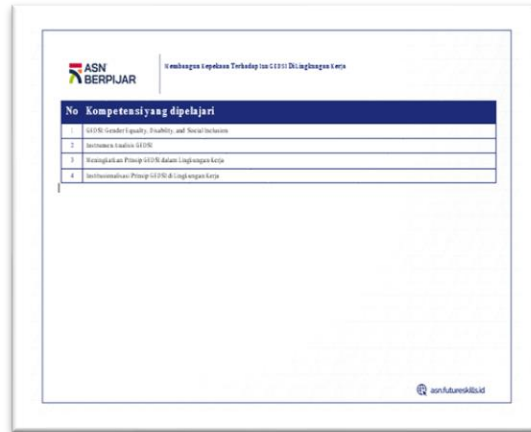 ASN
BERPIJAR
Membangun Kepekaan Terhadap Isu GEDSI Di Lingkungan Kerja
No Kompetensi yang dipelajari
1 GEDSI: Gender Equality, Disability, and Social Inclusion
2 Instrumen Analisis GEDSI
3 Meningkatkan Prinsip GEDSI dalam Lingkungan Kerja
4 Institusionalisasi Prinsip GEDSI di Lingkungan Kerja
asn.futureskills.id